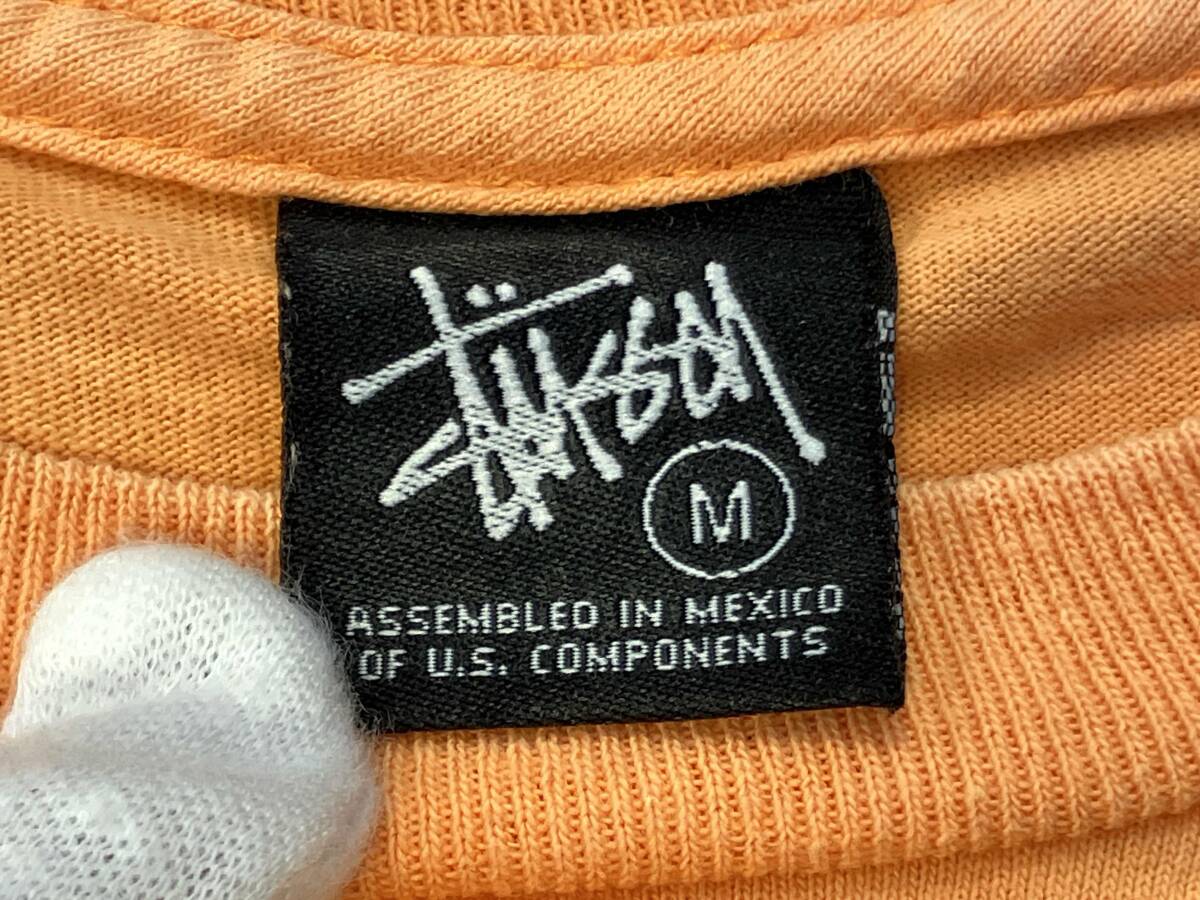 Stüssy
M
ASSEMBLED IN MEXICO
OF U.S. COMPONENTS